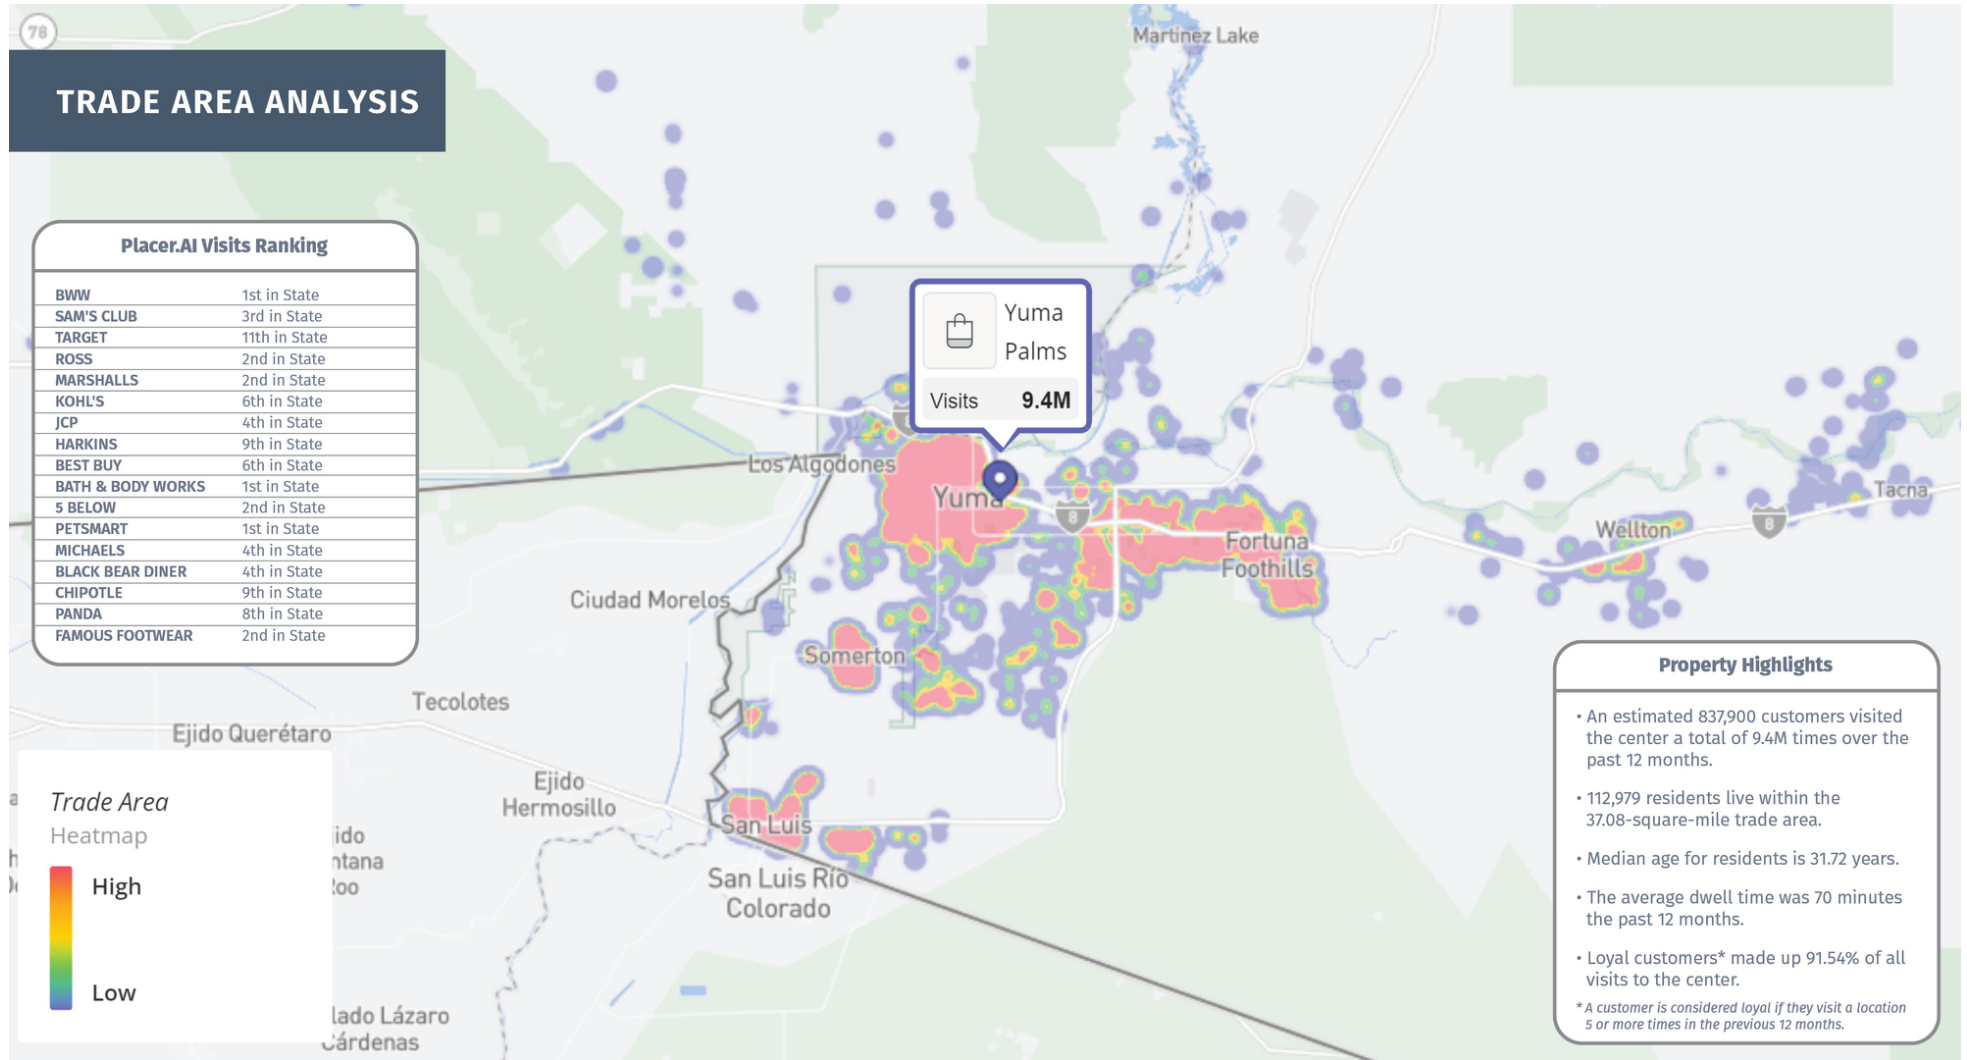 78
Martinez Lake
TRADE AREA ANALYSIS
Placer.AI Visits Ranking
BWW 1st in State
SAM'S CLUB 3rd in State
TARGET 11th in State
ROSS 2nd in State
MARSHALLS 2nd in State
KOHL'S 6th in State
JCP 4th in State
HARKINS 9th in State
BEST BUY 6th in State
BATH & BODY WORKS 1st in State
5 BELOW 2nd in State
PETSMART 1st in State
MICHAELS 4th in State
BLACK BEAR DINER 4th in State
CHIPOTLE 9th in State
PANDA 8th in State
FAMOUS FOOTWEAR 2nd in State
Yuma
Palms
Visits 9.4M
Los Algodones
Yuma
8
Fortuna
Foothills
Wellton
8
Tacna
Ciudad Morelos
Somerton
Tecolotes
Ejido Querétaro
Ejido
Hermosillo
San Luis
San Luis Río
Colorado
Trade Area
Heatmap
High
Low
jido
ntana
Roo
lado Lázaro
Cárdenas
Property Highlights
• An estimated 837,900 customers visited
the center a total of 9.4M times over the
past 12 months.
• 112,979 residents live within the
37.08-square-mile trade area.
• Median age for residents is 31.72 years.
• The average dwell time was 70 minutes
the past 12 months.
• Loyal customers* made up 91.54% of all
visits to the center.
* A customer is considered loyal if they visit a location
5 or more times in the previous 12 months.